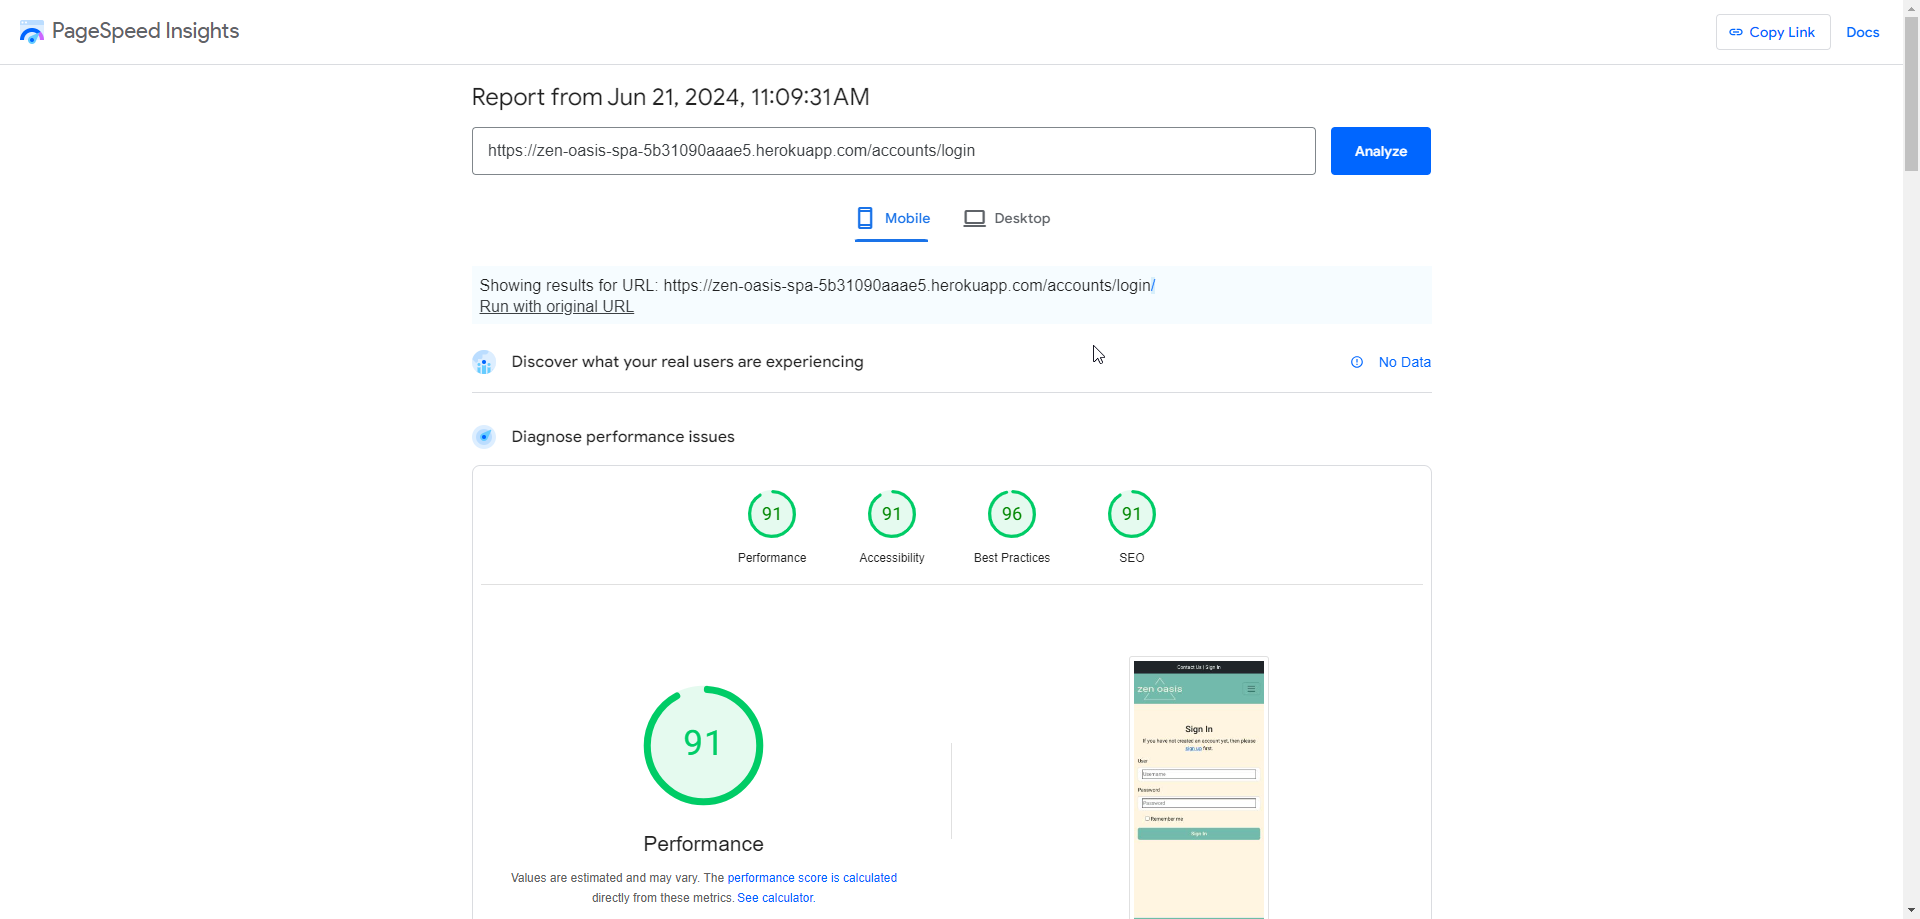 PageSpeed Insights
Copy Link
Docs
Report from Jun 21, 2024, 11:09:31 AM
https://zen-oasis-spa-5b31090aaae5.herokuapp.com/accounts/login
Analyze
Mobile
Desktop
Showing results for URL: https://zen-oasis-spa-5b31090aaae5.herokuapp.com/accounts/login/
Run with original URL
Discover what your real users are experiencing
No Data
Diagnose performance issues
91
91
96
91
Performance
Accessibility
Best Practices
SEO
91
Performance
Values are estimated and may vary. The performance score is calculated
directly from these metrics. See calculator.
Contact Us | Sign In
zen oasis
Sign In
If you have not created an account yet, then please
sign up first.
User
Username
Password
Password
Remember me
Sign In